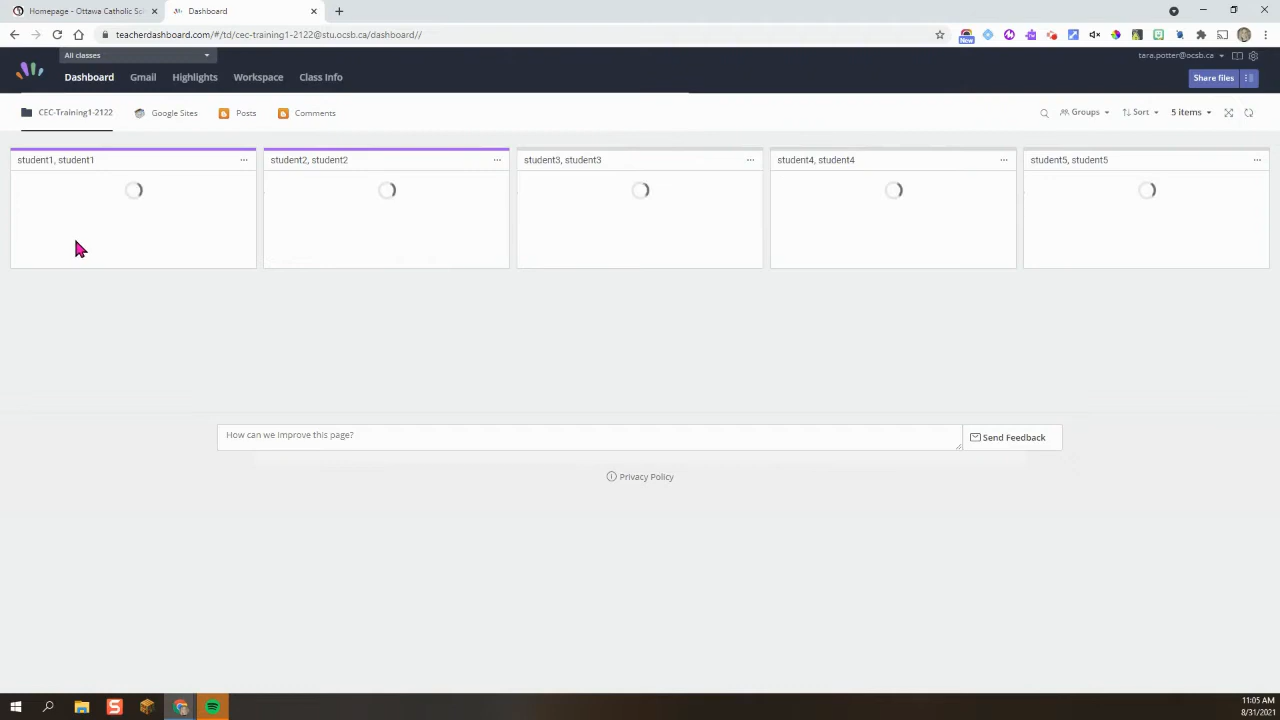 Homepage - Ottawa Catholic Sch
Dashboard
teacherdashboard.com/#/td/cec-training1-2122@stu.ocsb.ca/dashboard//
New
All classes
tara.potter@ocsb.ca
Dashboard
Gmail
Highlights
Workspace
Class Info
Share files
CEC-Training1-2122
Google Sites
Posts
Comments
Groups
Sort
5 items
student1, student1
student2, student2
student3, student3
student4, student4
student5, student5
How can we improve this page?
Send Feedback
Privacy Policy
11:05 AM
8/31/2021